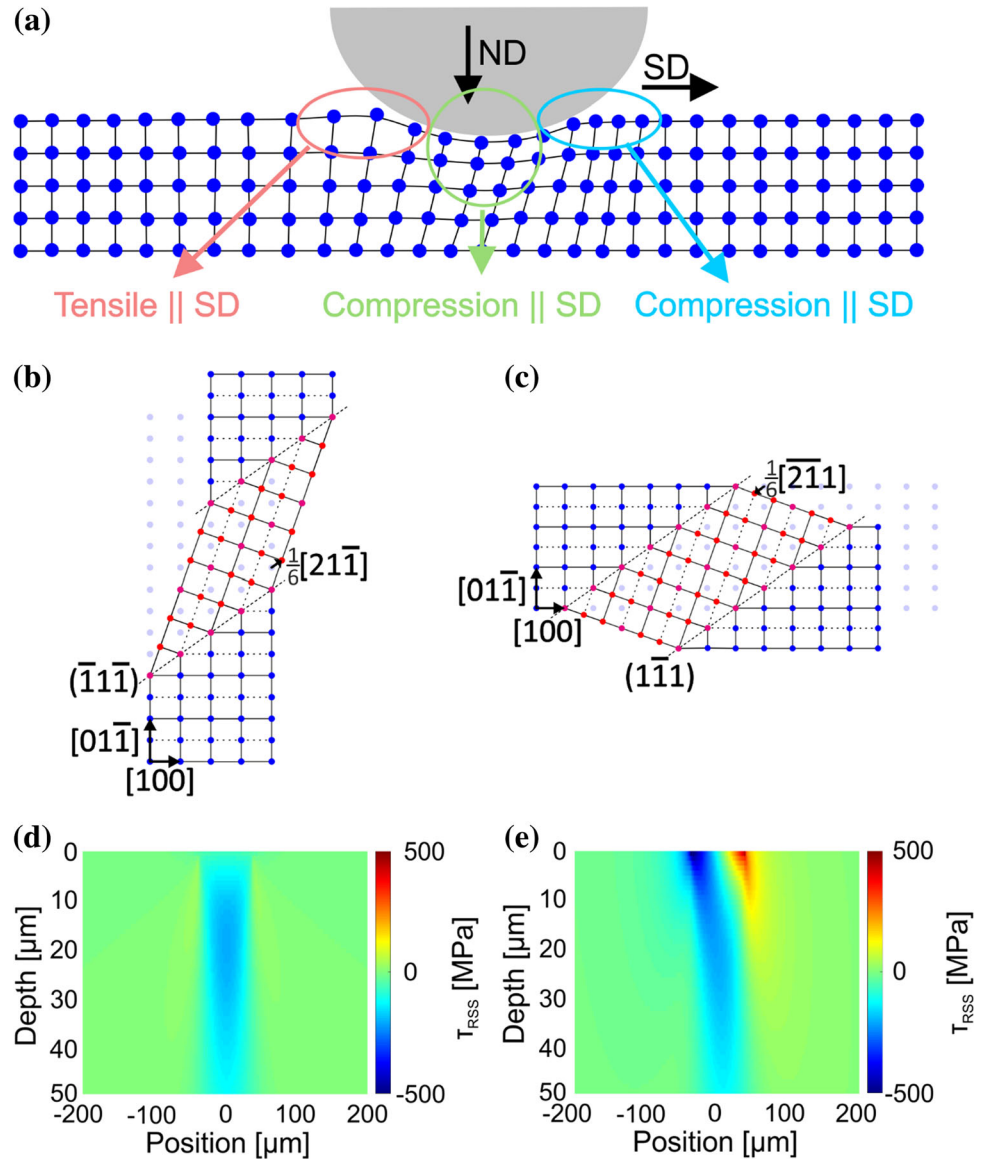 (a)
ND
SD
Tensile || SD
Compression || SD
Compression || SD
(b)
(c)
1/6[211̅]
(1̅11̅)
[011̅]
[100]
1/6[2̅1̅1]
[011̅]
[100]
(11̅1)
(d)
(e)
0
10
20
30
40
50
Depth [µm]
-200
-100
0
100
200
Position [µm]
500
0
-500
τRSS [MPa]
0
10
20
30
40
50
Depth [µm]
-200
-100
0
100
200
Position [µm]
500
0
-500
τRSS [MPa]